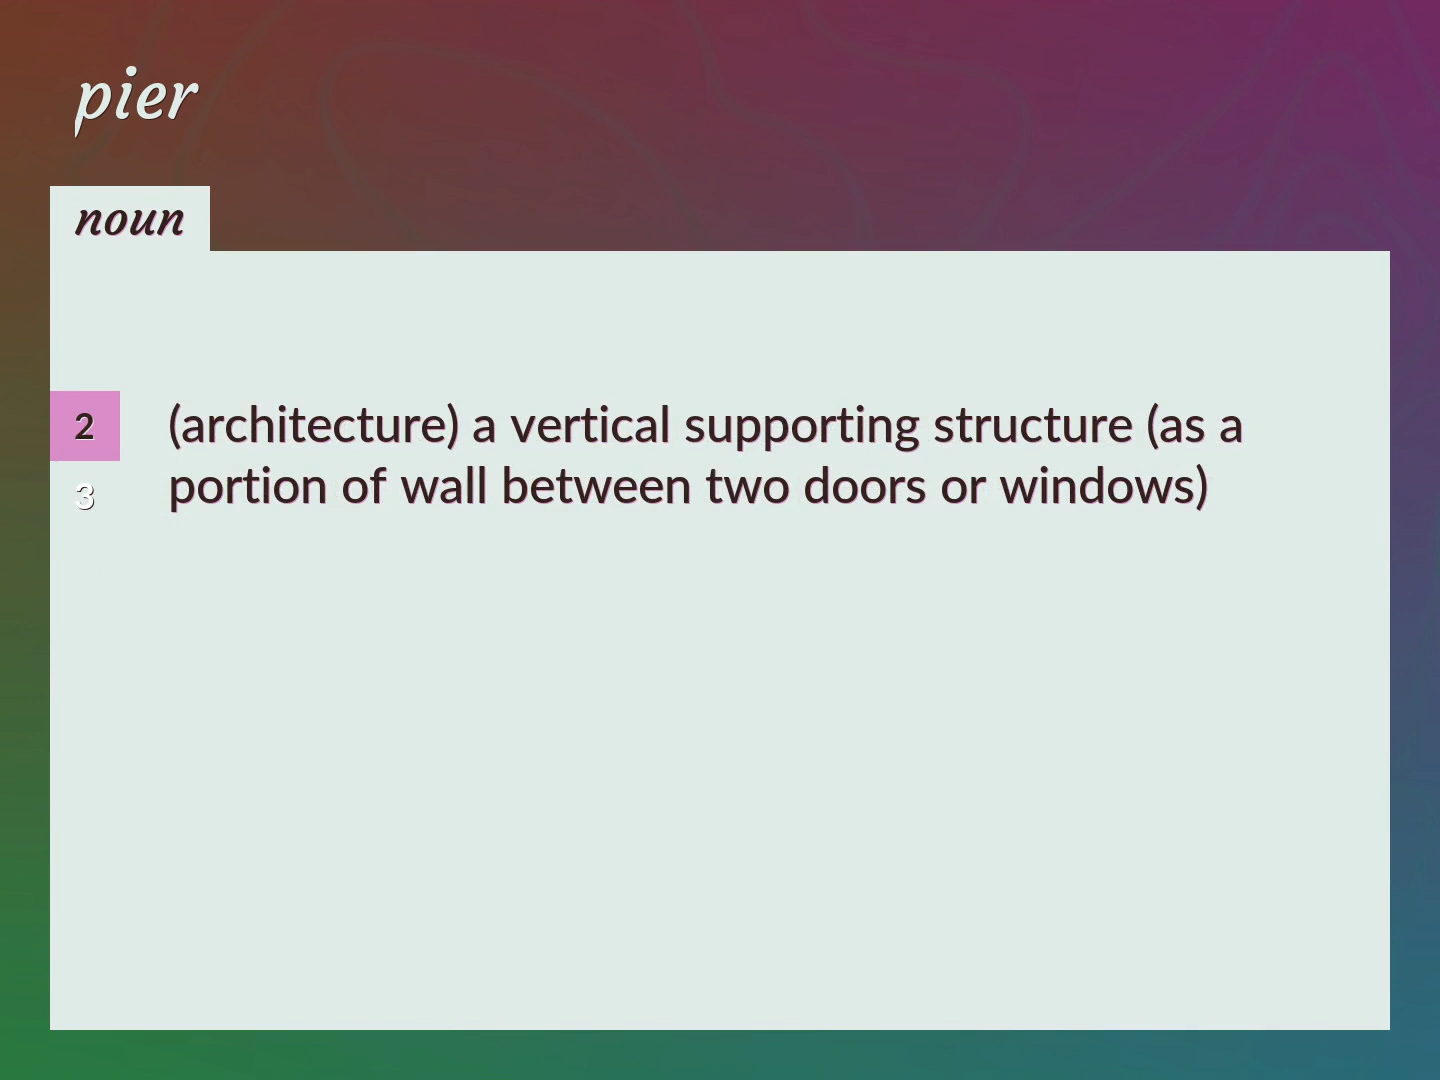 pier
noun
2
(architecture) a vertical supporting structure (as a
portion of wall between two doors or windows)
3